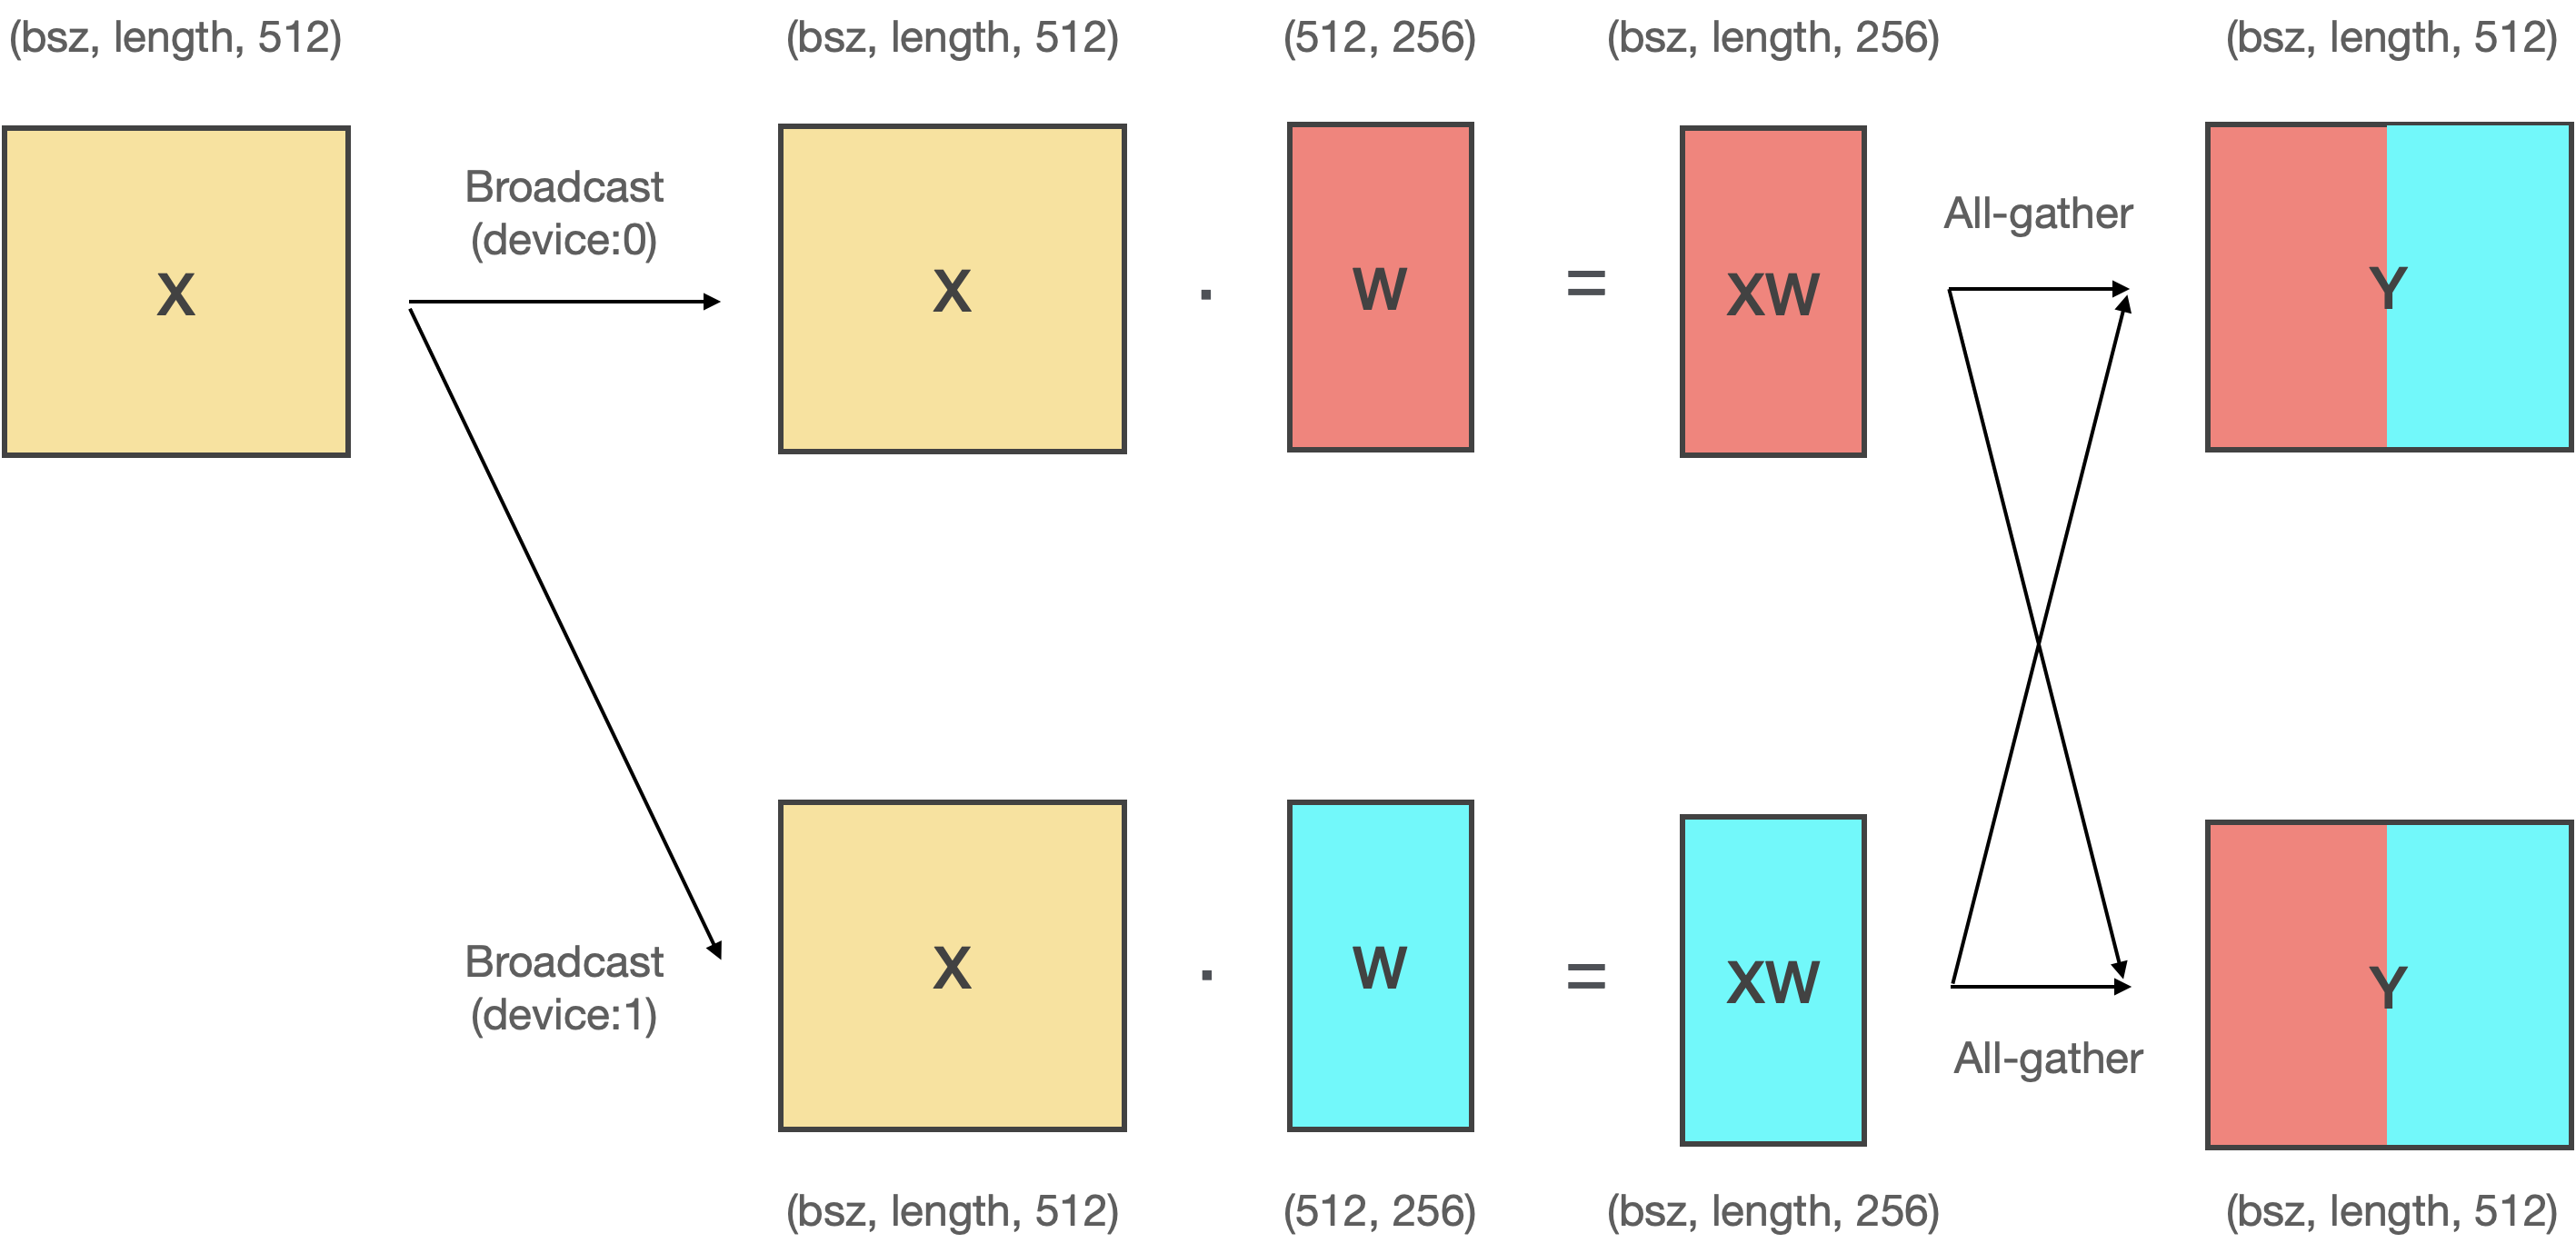 (bsz, length, 512)
(bsz, length, 512)
(512, 256)
(bsz, length, 256)
(bsz, length, 512)
X
Broadcast
(device:0)
X
·
W
=
XW
All-gather
Y
Broadcast
(device:1)
X
·
W
=
XW
All-gather
Y
(bsz, length, 512)
(512, 256)
(bsz, length, 256)
(bsz, length, 512)